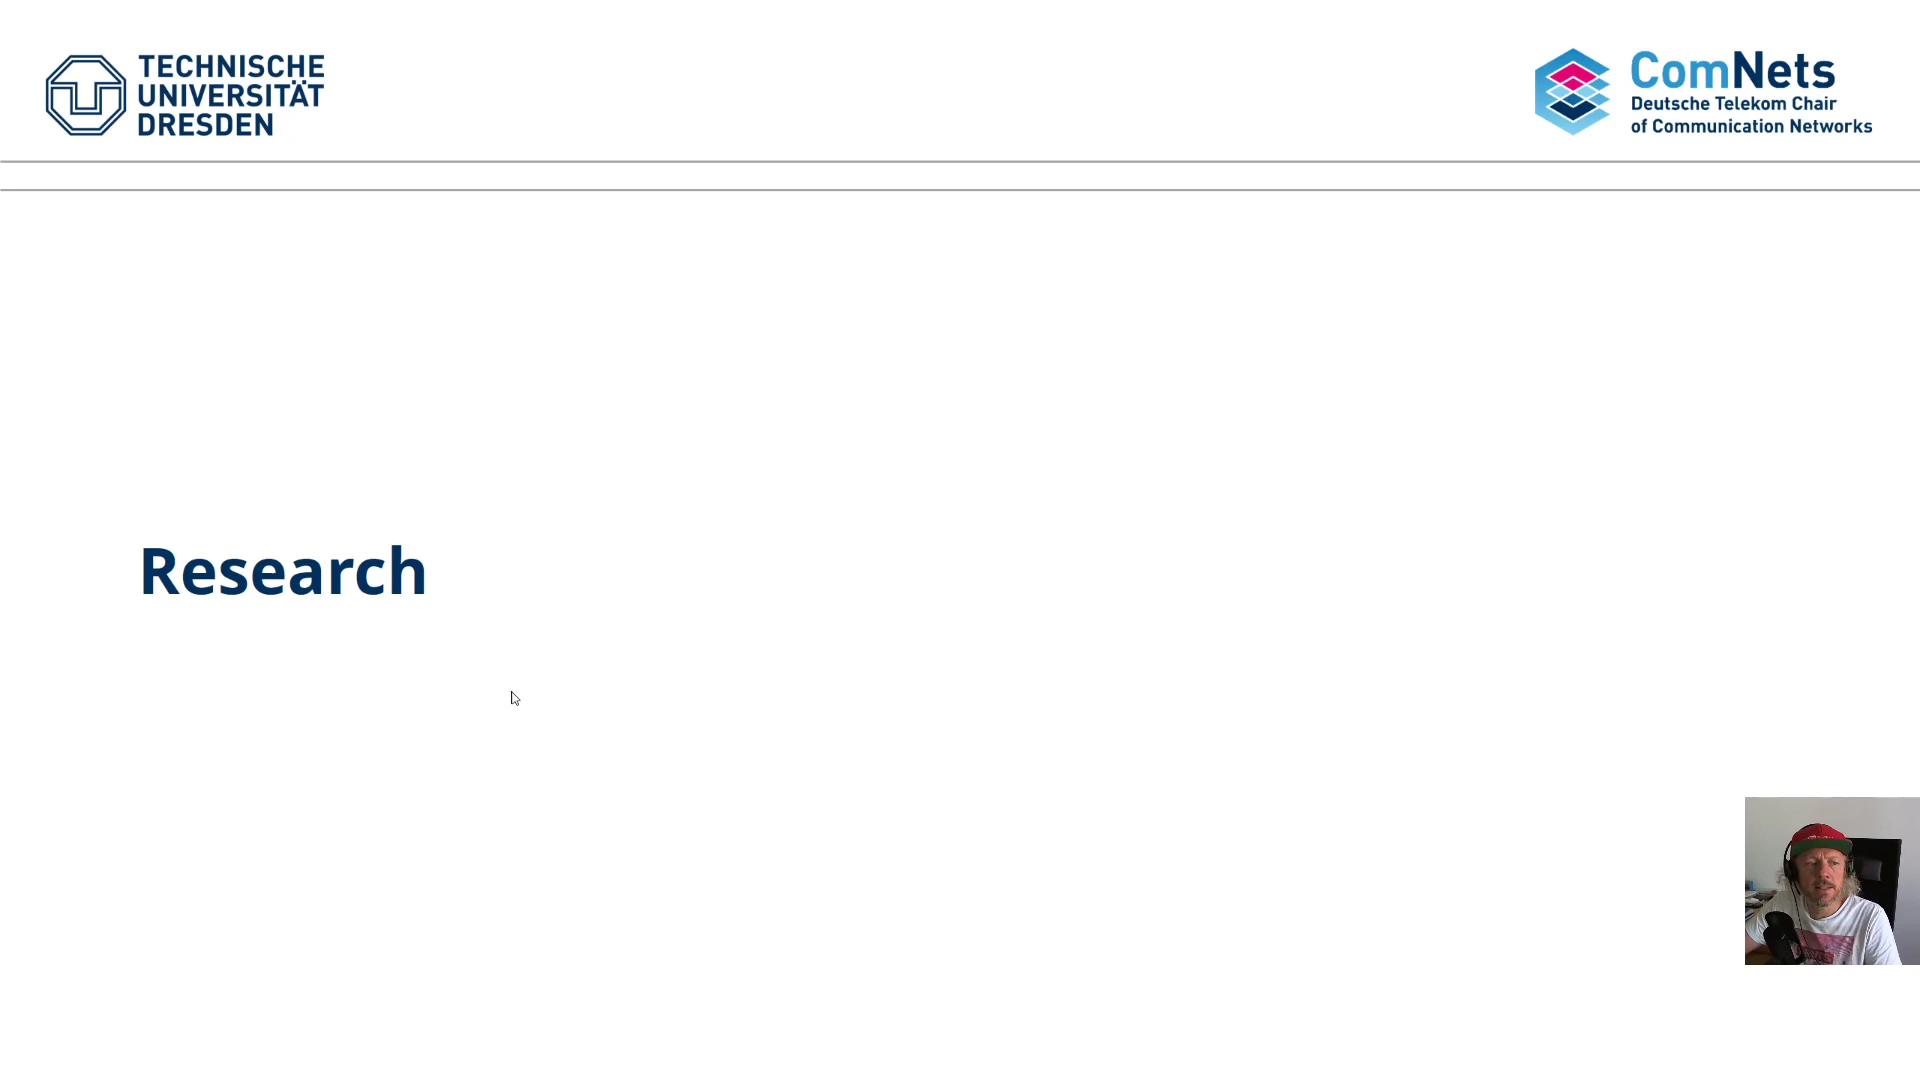 TECHNISCHE
UNIVERSITÄT
DRESDEN
ComNets
Deutsche Telekom Chair
of Communication Networks
Research